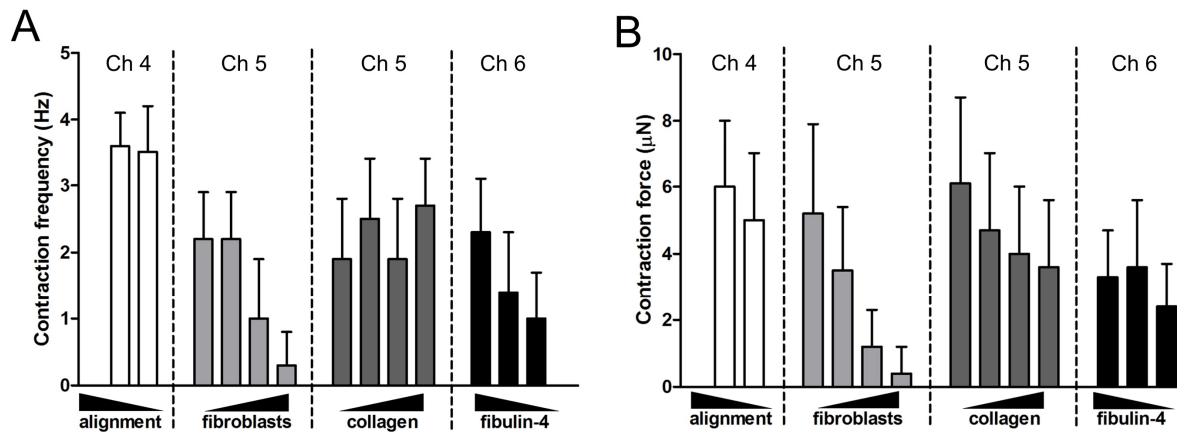 A
Ch 4 Ch 5 Ch 5 Ch 6
Contraction frequency (Hz)
5
4
3
2
1
0
alignment fibroblasts collagen fibulin-4
B
Ch 4 Ch 5 Ch 5 Ch 6
Contraction force (μN)
10
8
6
4
2
0
alignment fibroblasts collagen fibulin-4